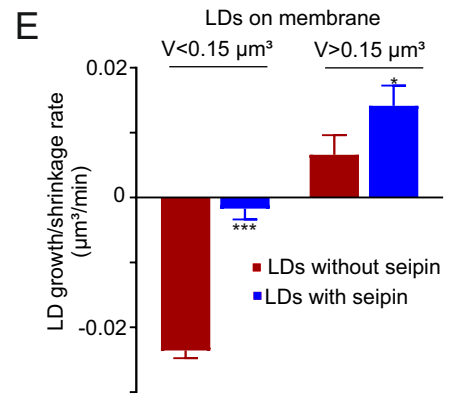 E
LDs on membrane
V<0.15 µm³
V>0.15 µm³
LD growth/shrinkage rate
(µm³/min)
0.02
0
-0.02
*
***
LDs without seipin
LDs with seipin